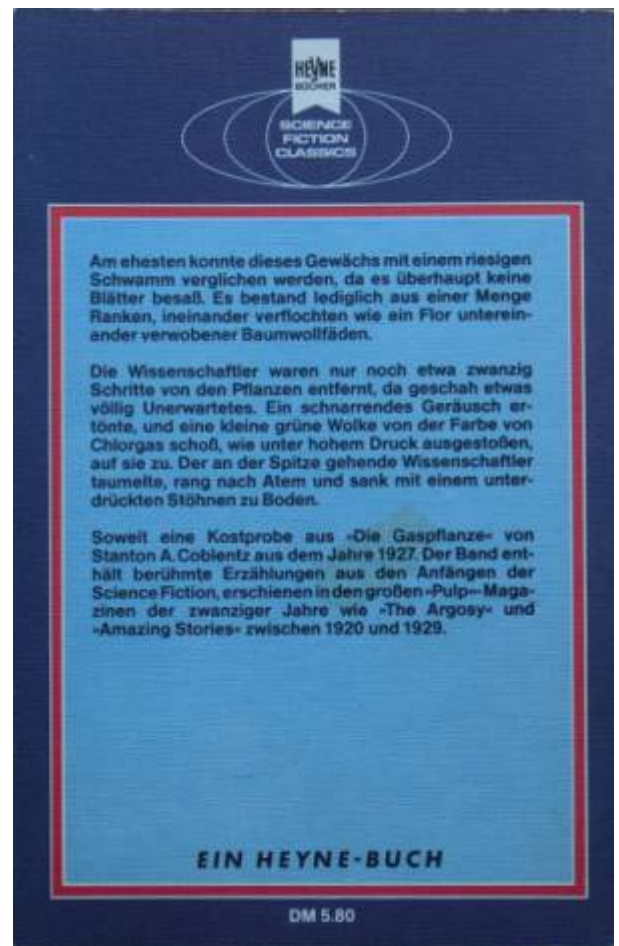 HEYNE
BÜCHER
SCIENCE
FICTION
CLASSICS
Am ehesten konnte dieses Gewächs mit einem riesigen
Schwamm verglichen werden, da es überhaupt keine
Blätter besaß. Es bestand lediglich aus einer Menge
Ranken, ineinander verflochten wie ein Flor unterein-
ander verwobener Baumwollfäden.
Die Wissenschaftler waren nur noch etwa zwanzig
Schritte von den Pflanzen entfernt, da geschah etwas
völlig Unerwartetes. Ein schnarrendes Geräusch er-
tönte, und eine kleine grüne Wolke von der Farbe von
Chlorgas schoß, wie unter hohem Druck ausgestoßen,
auf sie zu. Der an der Spitze gehende Wissenschaftler
taumelte, rang nach Atem und sank mit einem unter-
drückten Stöhnen zu Boden.
Soweit eine Kostprobe aus »Die Gaspflanze« von
Stanton A. Coblentz aus dem Jahre 1927. Der Band ent-
hält berühmte Erzählungen aus den Anfängen der
Science Fiction, erschienen in den großen »Pulp«-Maga-
zinen der zwanziger Jahre wie »The Argosy« und
»Amazing Stories« zwischen 1920 und 1929.
EIN HEYNE-BUCH
DM 5.80